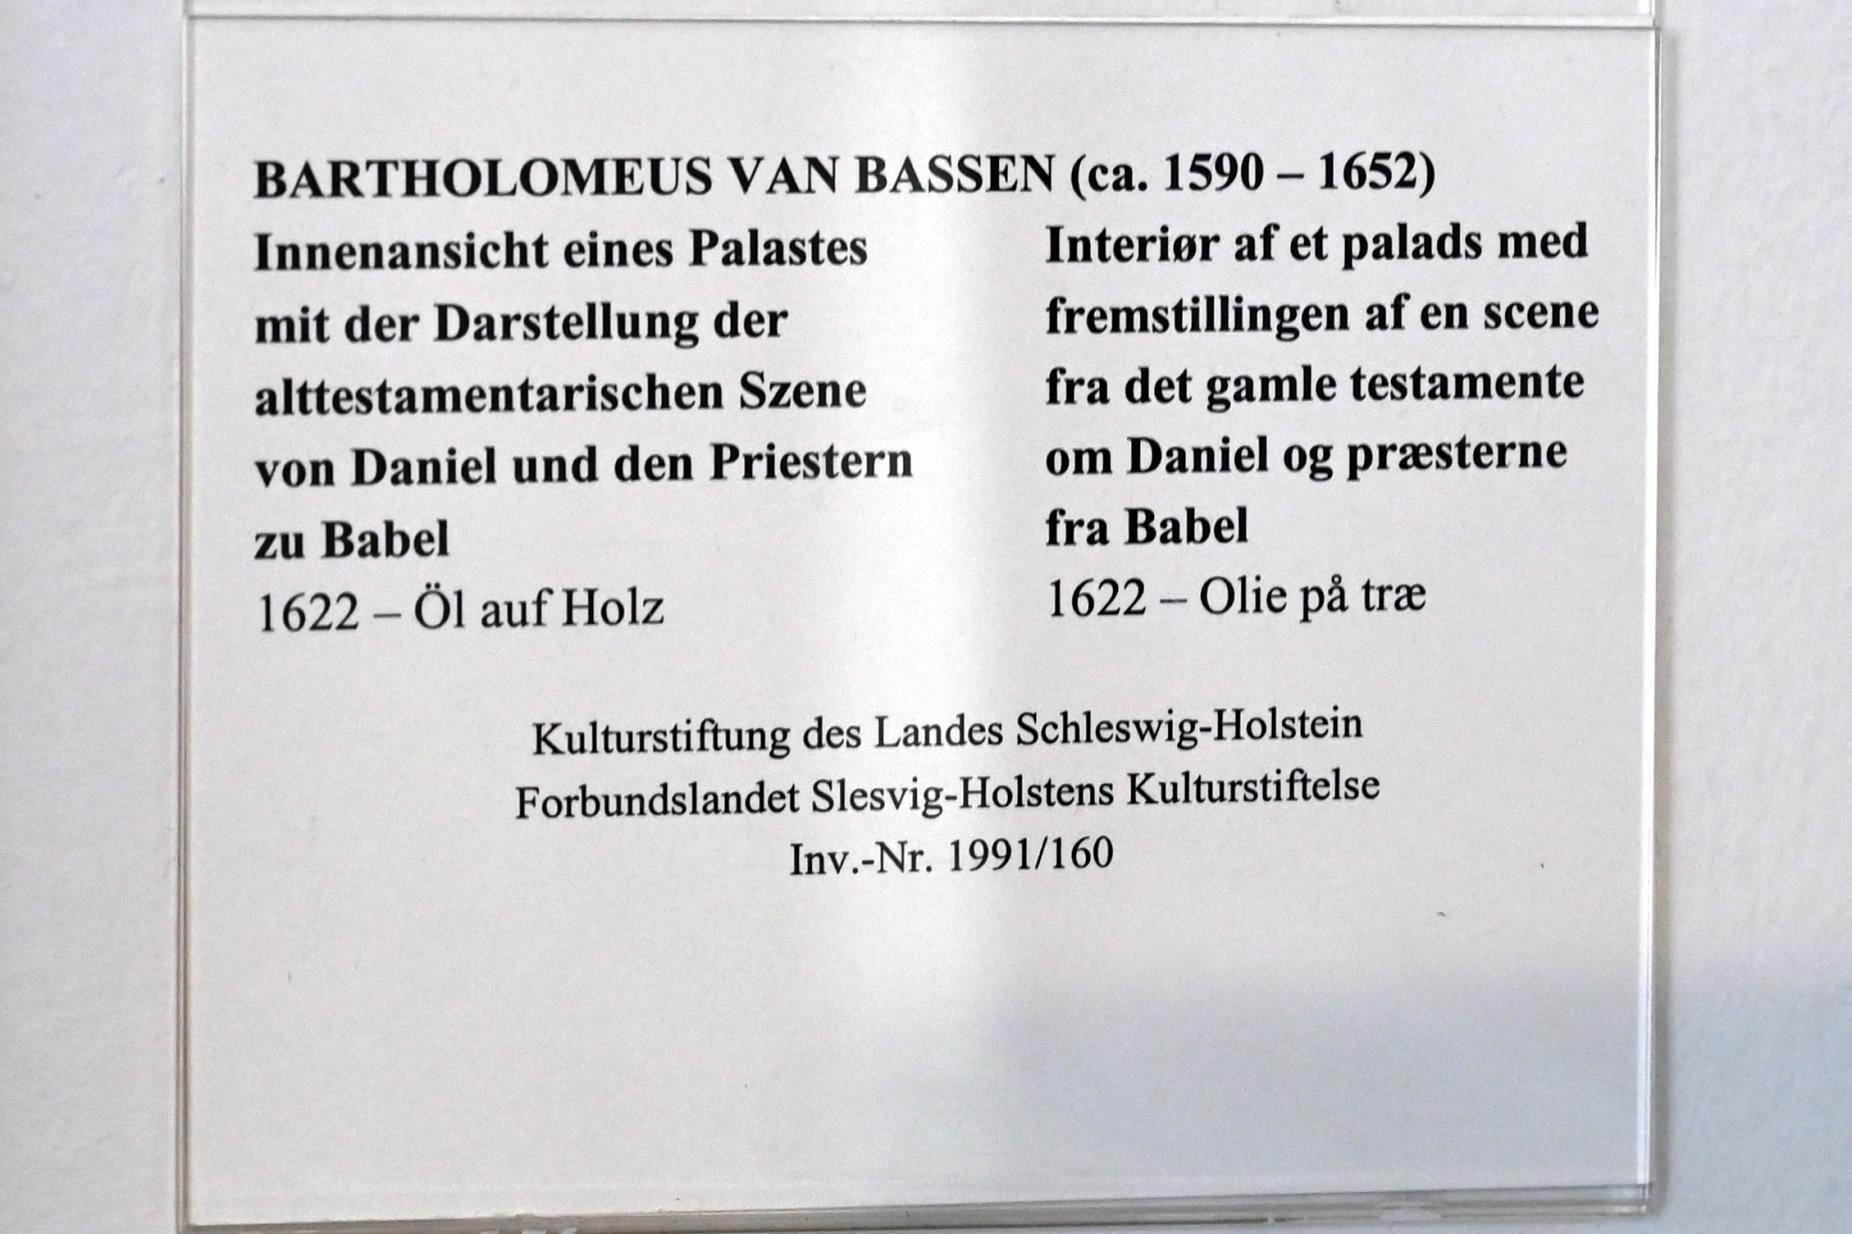 BARTHOLOMEUS VAN BASSEN (ca. 1590 – 1652)
Innenansicht eines Palastes
mit der Darstellung der
alttestamentarischen Szene
von Daniel und den Priestern
zu Babel
1622 – Öl auf Holz
Interiør af et palads med
fremstillingen af en scene
fra det gamle testamente
om Daniel og præsterne
fra Babel
1622 – Olie på træ
Kulturstiftung des Landes Schleswig-Holstein
Forbundslandet Slesvig-Holstens Kulturstiftelse
Inv.-Nr. 1991/160